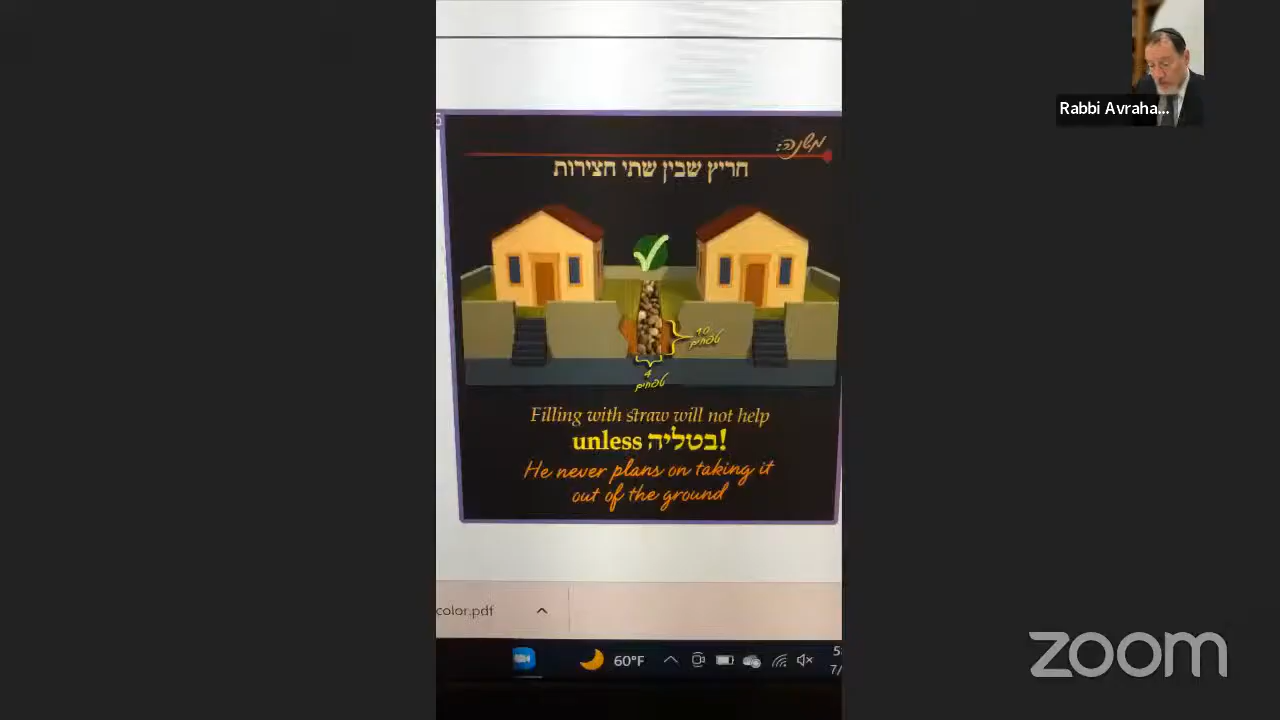 Rabbi Avraha...
משנה:
חריץ שבין שתי חצירות
10
טפחים
4
טפחים
Filling with straw will not help
unless בטליה!
He never plans on taking it
out of the ground
color.pdf
60°F
zoom